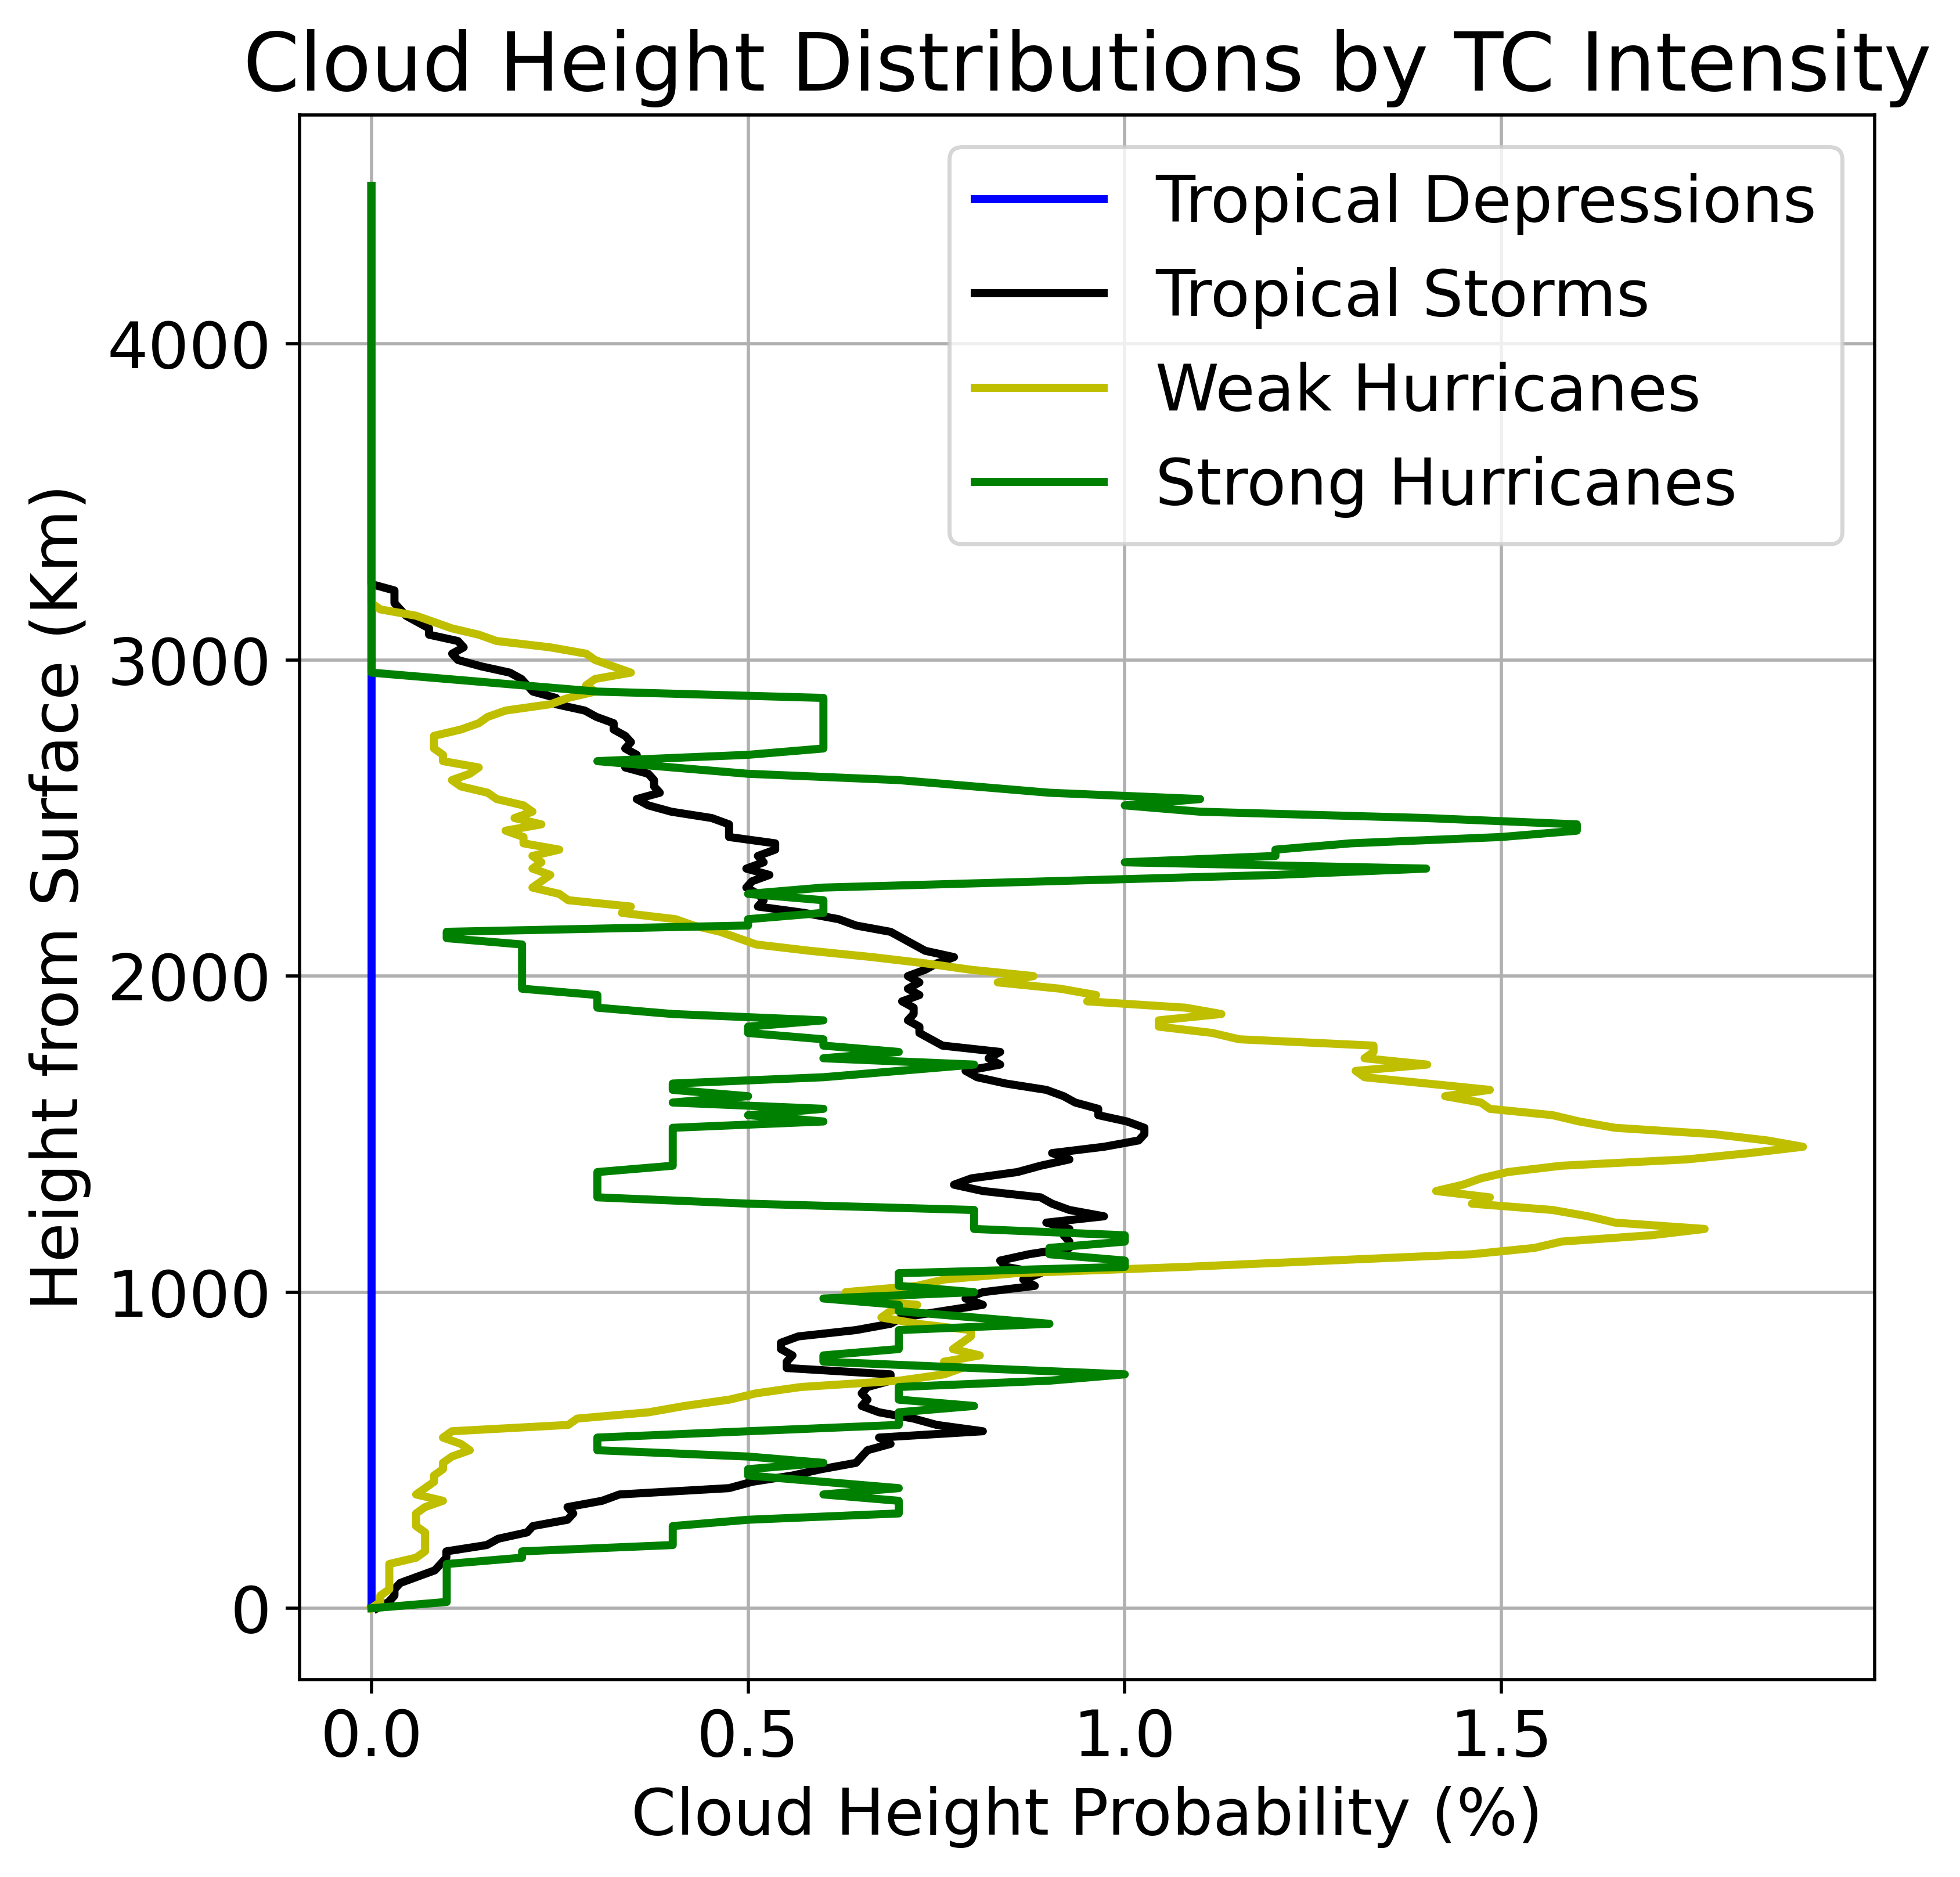 Cloud Height Distributions by TC Intensity
Tropical Depressions
Tropical Storms
Weak Hurricanes
Strong Hurricanes
Height from Surface (Km)
4000
3000
2000
1000
0
0.0 0.5 1.0 1.5
Cloud Height Probability (%)